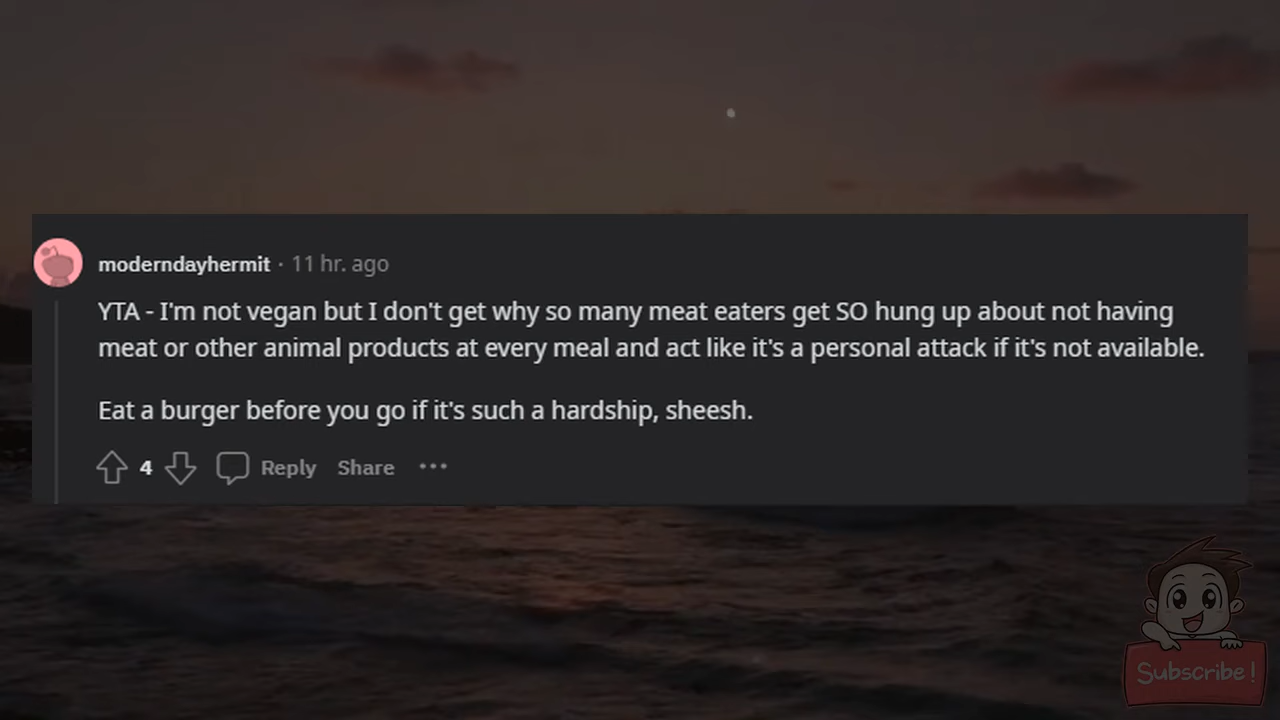 moderndayhermit · 11 hr. ago
YTA - I'm not vegan but I don't get why so many meat eaters get SO hung up about not having
meat or other animal products at every meal and act like it's a personal attack if it's not available.
Eat a burger before you go if it's such a hardship, sheesh.
4 Reply Share ···
Subscribe!